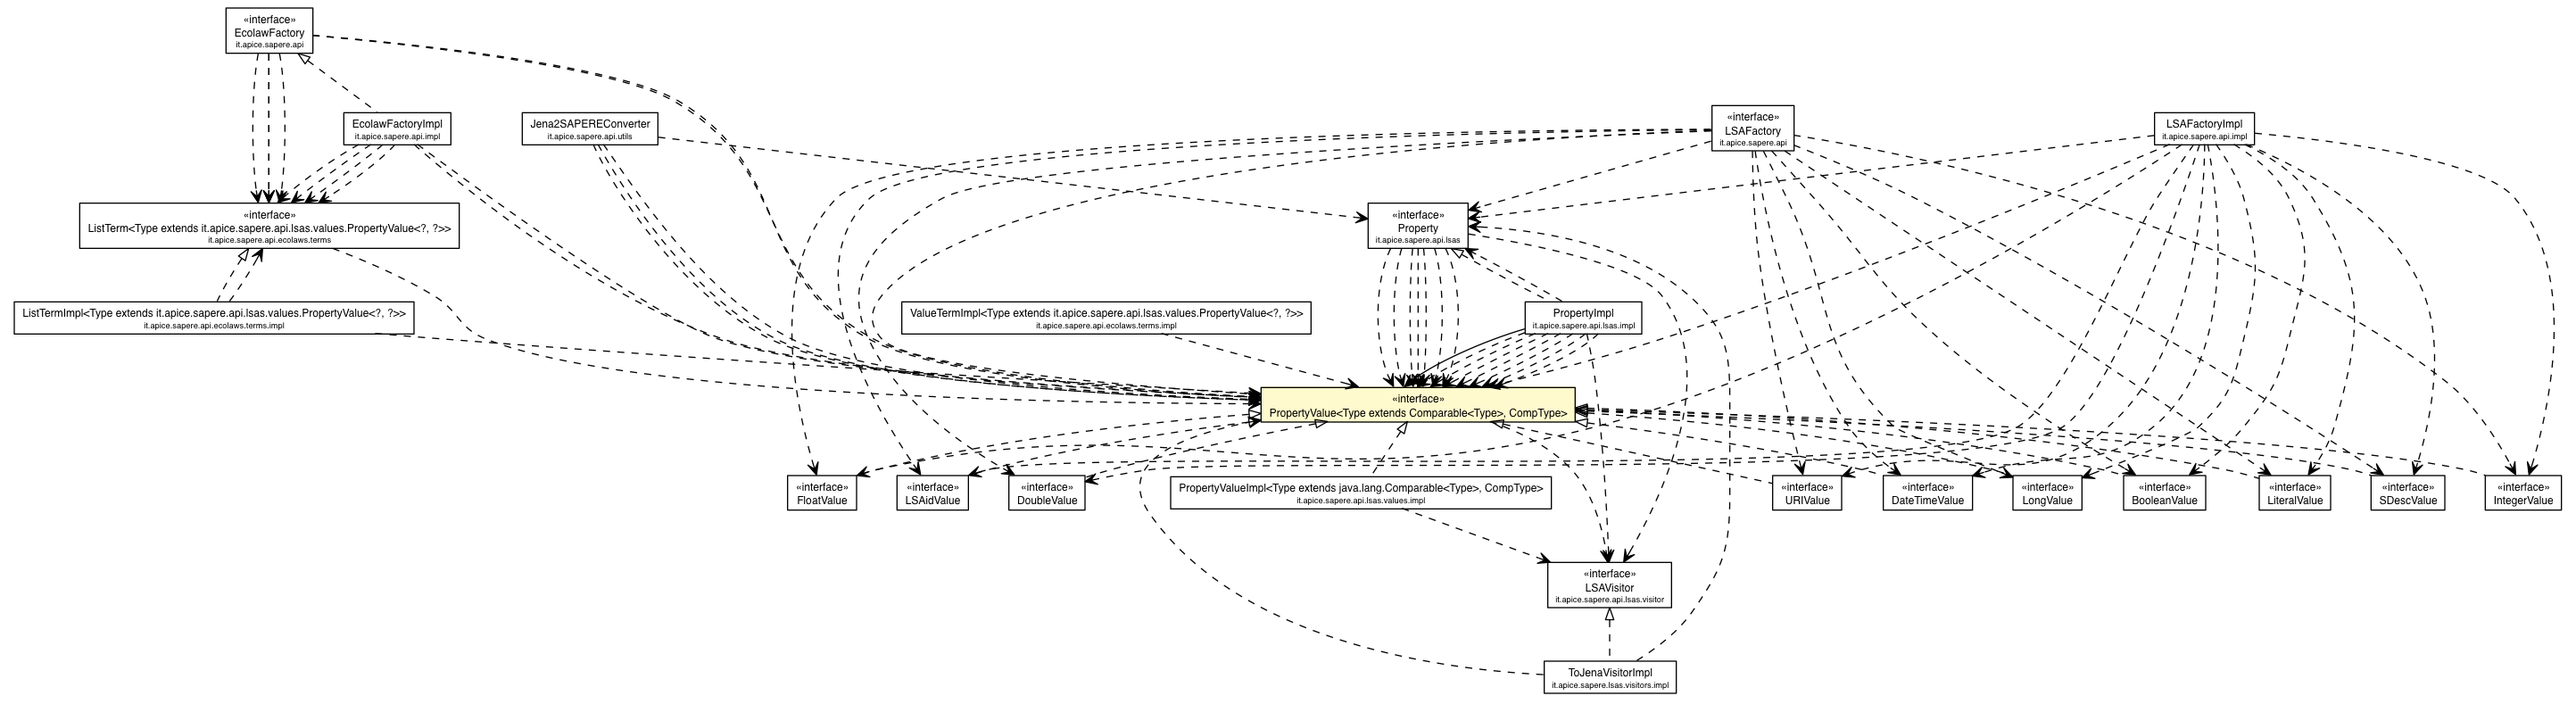 «interface»
EcolawFactory
it.apice.sapere.api
EcolawFactoryImpl
it.apice.sapere.api.impl
Jena2SAPEREConverter
it.apice.sapere.api.utils
«interface»
LSAFactory
it.apice.sapere.api
LSAFactoryImpl
it.apice.sapere.api.impl
«interface»
ListTerm<Type extends it.apice.sapere.api.lsas.values.PropertyValue<?, ?>>
it.apice.sapere.api.ecolaws.terms
«interface»
Property
it.apice.sapere.api.lsas
ListTermImpl<Type extends it.apice.sapere.api.lsas.values.PropertyValue<?, ?>>
it.apice.sapere.api.ecolaws.terms.impl
ValueTermImpl<Type extends it.apice.sapere.api.lsas.values.PropertyValue<?, ?>>
it.apice.sapere.api.ecolaws.terms.impl
PropertyImpl
it.apice.sapere.api.lsas.impl
«interface»
PropertyValue<Type extends Comparable<Type>, CompType>
«interface»
FloatValue
«interface»
LSAidValue
«interface»
DoubleValue
PropertyValueImpl<Type extends java.lang.Comparable<Type>, CompType>
it.apice.sapere.api.lsas.values.impl
«interface»
URIValue
«interface»
DateTimeValue
«interface»
LongValue
«interface»
BooleanValue
«interface»
LiteralValue
«interface»
SDescValue
«interface»
IntegerValue
«interface»
LSAVisitor
it.apice.sapere.api.lsas.visitor
ToJenaVisitorImpl
it.apice.sapere.lsas.visitors.impl